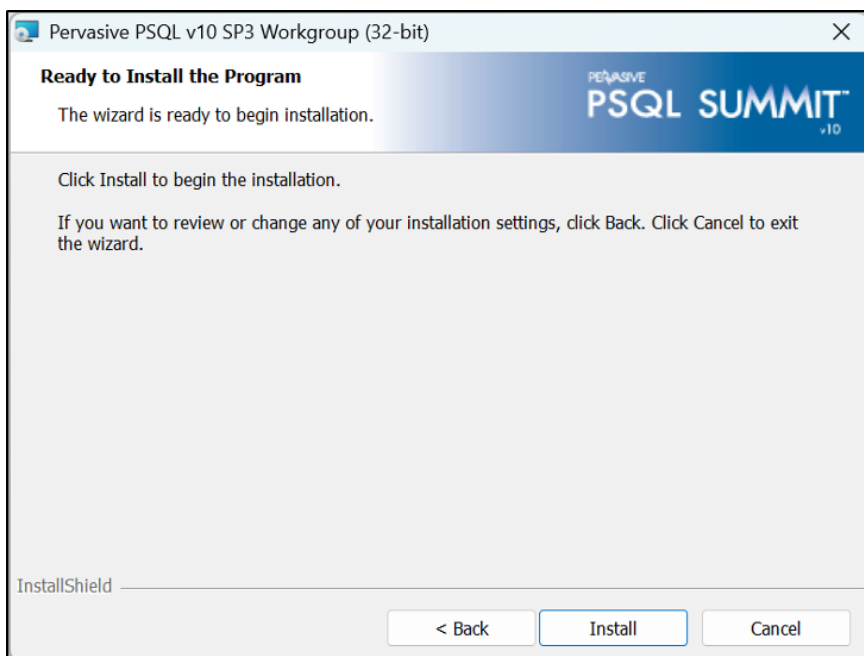 Pervasive PSQL v10 SP3 Workgroup (32-bit)
Ready to Install the Program
The wizard is ready to begin installation.
PERVASIVE
PSQL SUMMIT™
v10
Click Install to begin the installation.
If you want to review or change any of your installation settings, click Back. Click Cancel to exit
the wizard.
InstallShield
< Back
Install
Cancel